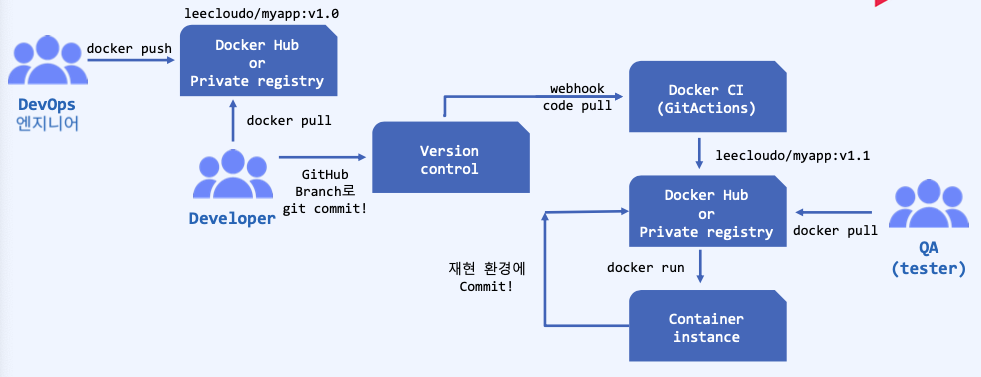 leecloudo/myapp:v1.0
docker push
Docker Hub
or
Private registry
DevOps
엔지니어
docker pull
Developer
GitHub
Branch로
git commit!
Version
control
webhook
code pull
Docker CI
(GitActions)
leecloudo/myapp:v1.1
Docker Hub
or
Private registry
docker pull
QA
(tester)
docker run
재현 환경에
Commit!
Container
instance